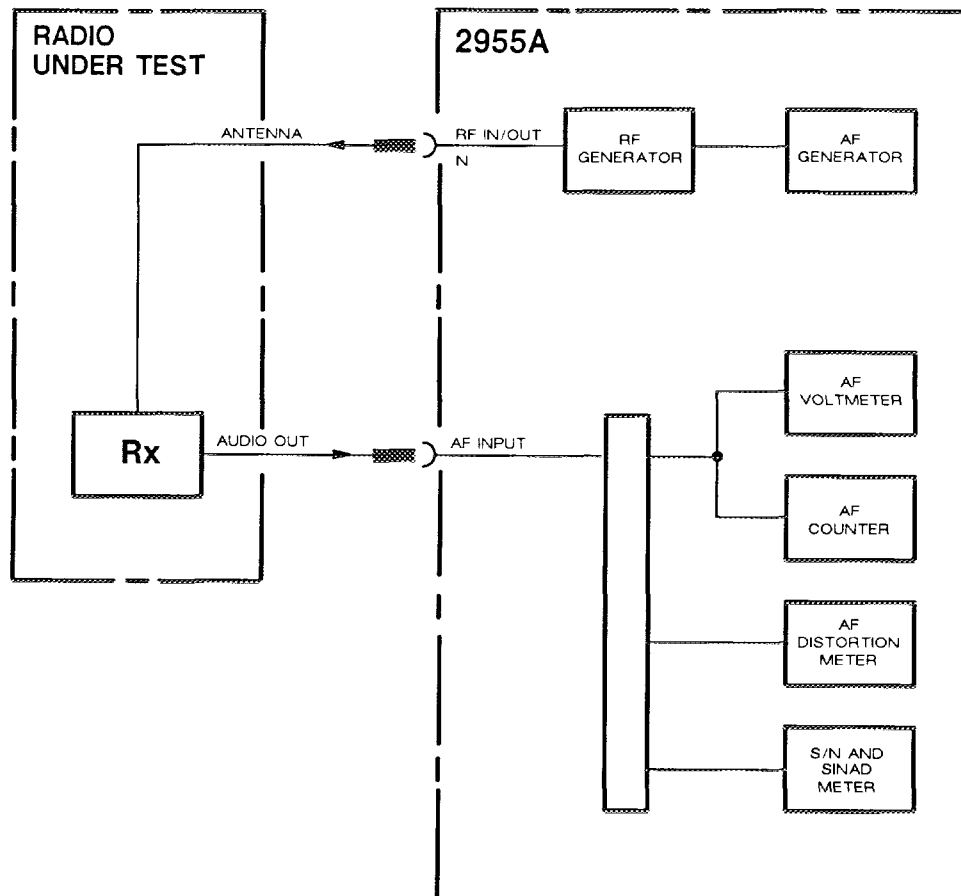 RADIO
UNDER TEST
2955A
ANTENNA
RF IN/OUT
N
RF
GENERATOR
AF
GENERATOR
AF
VOLTMETER
Rx
AUDIO OUT
AF INPUT
AF
COUNTER
AF
DISTORTION
METER
S/N AND
SINAD
METER